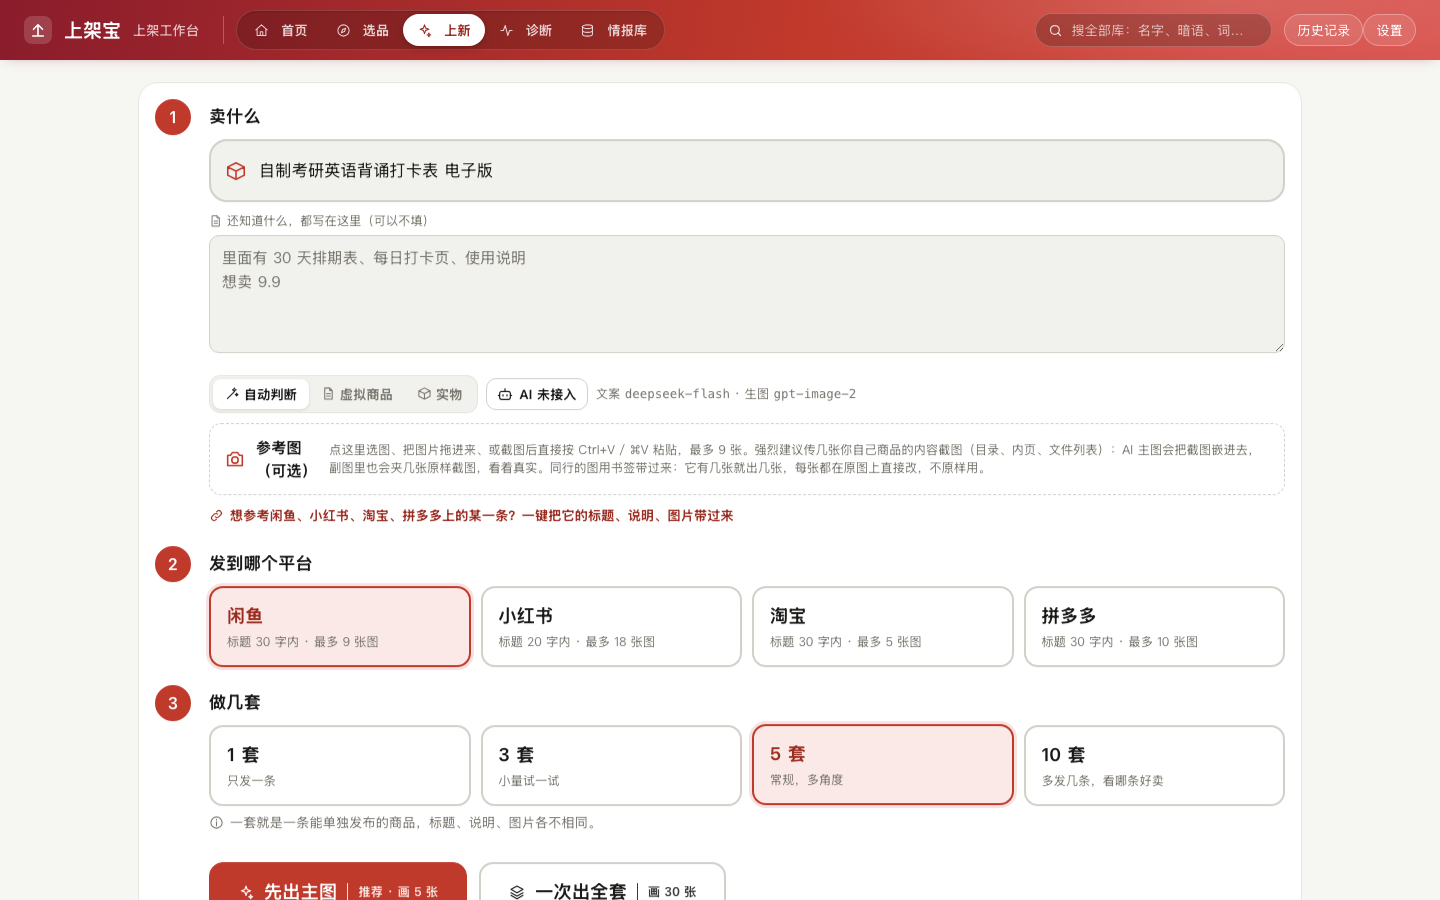 上架宝 上架工作台 首页 选品 上新 诊断 情报库 搜全部库：名字、暗语、词... 历史记录 设置
1 卖什么
自制考研英语背诵打卡表 电子版
还知道什么，都写在这里（可以不填）
里面有 30 天排期表、每日打卡页、使用说明
想卖 9.9
自动判断 虚拟商品 实物 AI 未接入 文案 deepseek-flash · 生图 gpt-image-2
参考图（可选）
点这里选图、把图片拖进来、或截图后直接按 Ctrl+V / ⌘V 粘贴，最多 9 张。强烈建议传几张你自己商品的内容截图（目录、内页、文件列表）：AI 主图会把截图嵌进去，
副图里也会夹几张原样截图，看着真实。同行的图用书签带过来：它有几张就出几张，每张都在原图上直接改，不原样用。
想参考闲鱼、小红书、淘宝、拼多多上的某一条？一键把它的标题、说明、图片带过来
2 发到哪个平台
闲鱼 小红书 淘宝 拼多多
标题 30 字内 · 最多 9 张图 标题 20 字内 · 最多 18 张图 标题 30 字内 · 最多 5 张图 标题 30 字内 · 最多 10 张图
3 做几套
1 套 3 套 5 套 10 套
只发一条 小量试一试 常规，多角度 多发几条，看哪条好卖
一套就是一条能单独发布的商品，标题、说明、图片各不相同。
先出主图 推荐 · 画 5 张 一次出全套 画 30 张